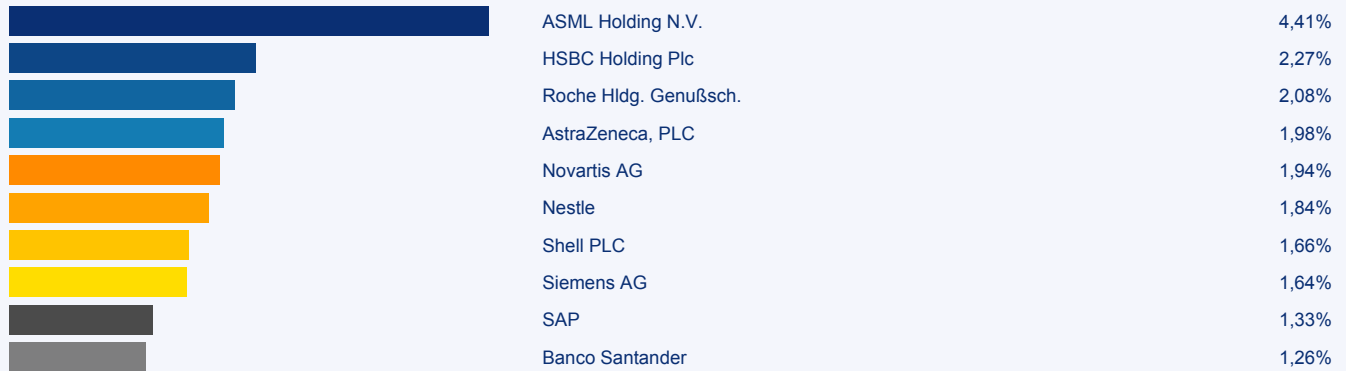 ASML Holding N.V. 4,41%
HSBC Holding Plc 2,27%
Roche Hldg. Genußsch. 2,08%
AstraZeneca, PLC 1,98%
Novartis AG 1,94%
Nestle 1,84%
Shell PLC 1,66%
Siemens AG 1,64%
SAP 1,33%
Banco Santander 1,26%